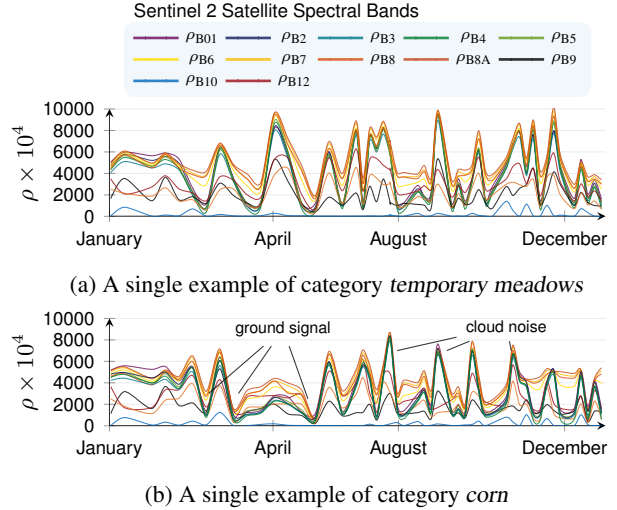 Sentinel 2 Satellite Spectral Bands
ρB01 ρB2 ρB3 ρB4 ρB5
ρB6 ρB7 ρB8 ρB8A ρB9
ρB10 ρB12
10000
8000
6000
4000
2000
0
ρ × 10⁴
January April August December
(a) A single example of category temporary meadows
10000
8000
6000
4000
2000
0
ρ × 10⁴
ground signal cloud noise
January April August December
(b) A single example of category corn